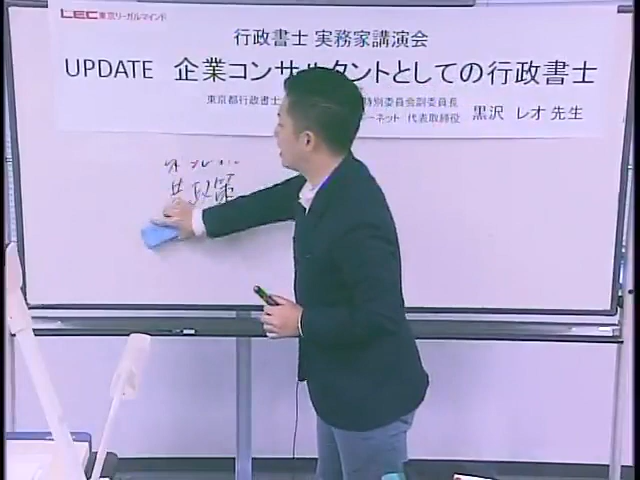 LEC東京リーガルマインド
行政書士 実務家講演会
UPDATE 企業コンサルタントとしての行政書士
東京都行政書士 特別委員会副委員長
ーネット 代表取締役 黒沢 レオ 先生
政策